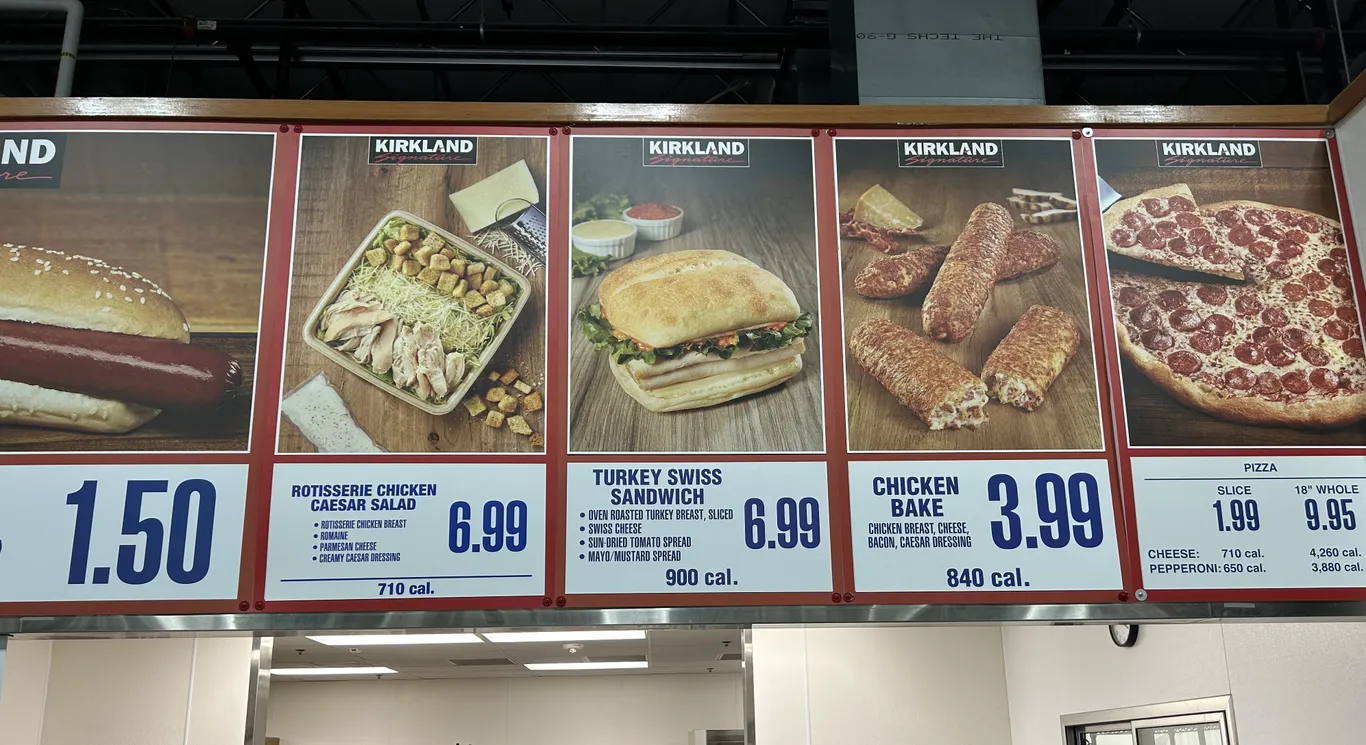 THE TECHS G-90
ND
re
1.50
KIRKLAND
Signature
ROTISSERIE CHICKEN
CAESAR SALAD
• ROTISSERIE CHICKEN BREAST
• ROMAINE
• PARMESAN CHEESE
• CREAMY CAESAR DRESSING
6.99
710 cal.
KIRKLAND
Signature
TURKEY SWISS
SANDWICH
• OVEN ROASTED TURKEY BREAST, SLICED
• SWISS CHEESE
• SUN-DRIED TOMATO SPREAD
• MAYO/MUSTARD SPREAD
6.99
900 cal.
KIRKLAND
Signature
CHICKEN
BAKE
CHICKEN BREAST, CHEESE,
BACON, CAESAR DRESSING
3.99
840 cal.
KIRKLAND
Signature
PIZZA
SLICE 18" WHOLE
1.99 9.95
CHEESE: 710 cal. 4,260 cal.
PEPPERONI: 650 cal. 3,880 cal.